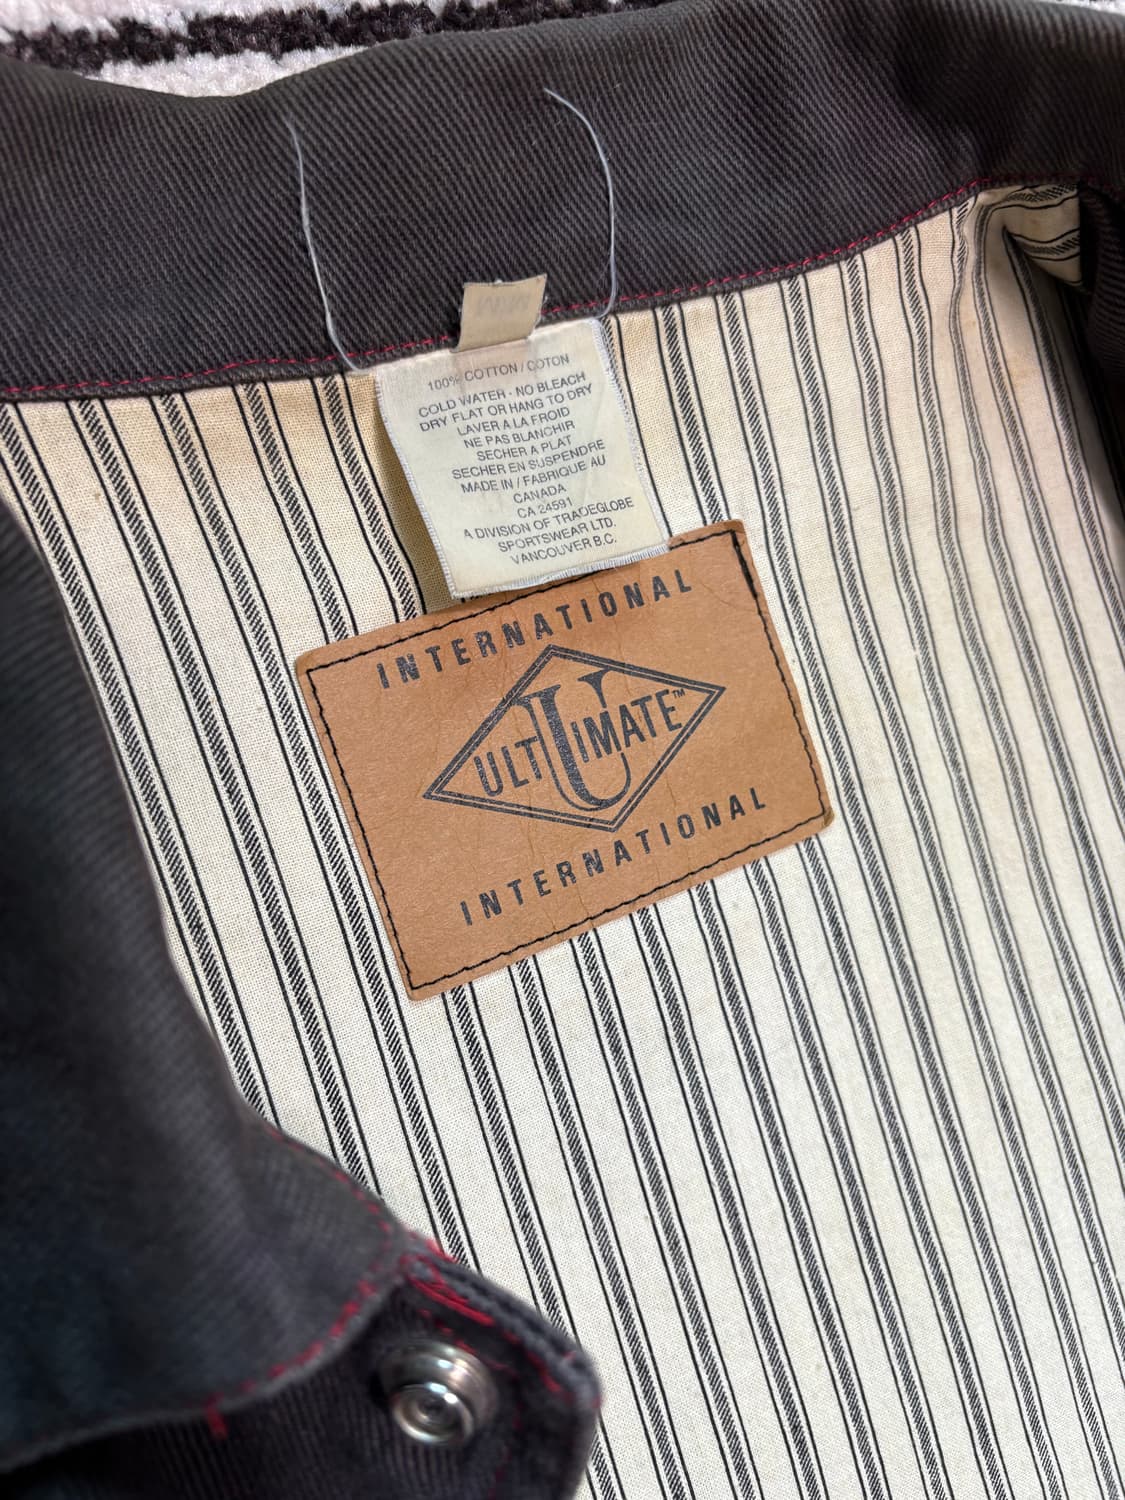 100% COTTON / COTON
COLD WATER - NO BLEACH
DRY FLAT OR HANG TO DRY
LAVER A LA FROID
NE PAS BLANCHIR
SECHER A PLAT
SECHER EN SUSPENDRE
MADE IN / FABRIQUE AU
CANADA
CA 24591
A DIVISION OF TRADEGLOBE
SPORTSWEAR LTD.
VANCOUVER B.C.
INTERNATIONAL
U
ULTIMATE™
INTERNATIONAL